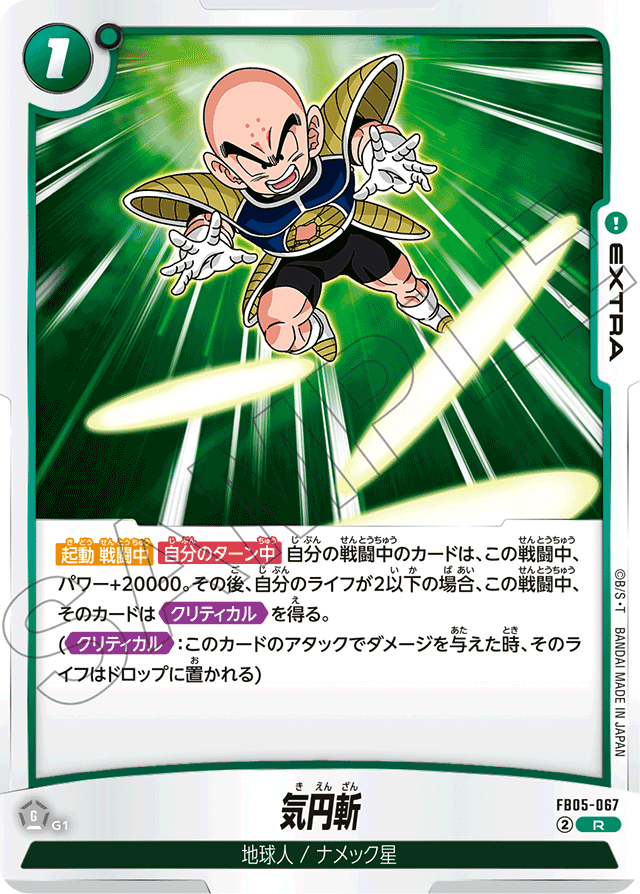 1
! EXTRA
起動 戦闘中 自分のターン中 自分の戦闘中のカードは、この戦闘中、
パワー+20000。その後、自分のライフが2以下の場合、この戦闘中、
そのカードは クリティカル を得る。
(クリティカル:このカードのアタックでダメージを与えた時、そのラ
イフはドロップに置かれる)
SAMPLE
©B/S・T BANDAI MADE IN JAPAN
きえんざん
気円斬
FB05-067
G G1
② R
地球人 / ナメック星